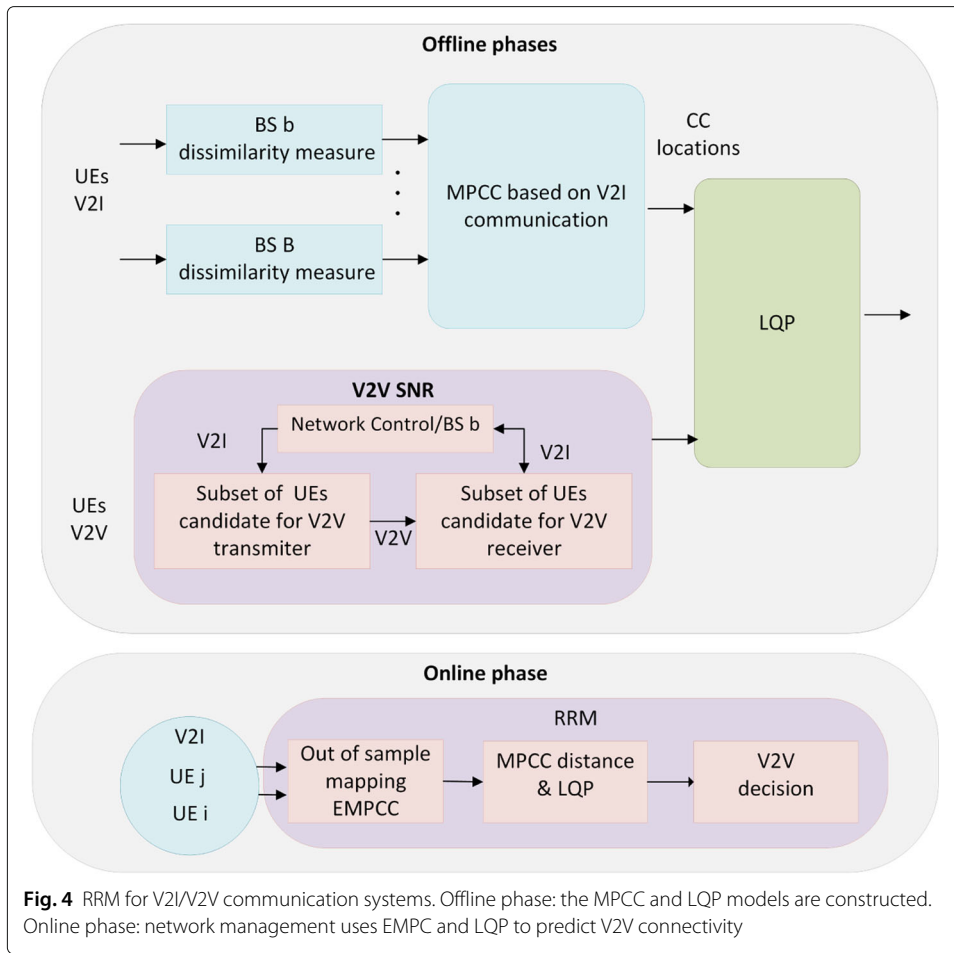 Offline phases
UEs
V2I
BS b
dissimilarity measure
BS B
dissimilarity measure
MPCC based on V2I
communication
CC
locations
LQP
V2V SNR
Network Control/BS b
V2I
V2I
UEs
V2V
Subset of UEs
candidate for V2V
transmiter
V2V
Subset of UEs
candidate for V2V
receiver
Online phase
V2I
UE j
UE i
RRM
Out of sample
mapping
EMPCC
MPCC distance
& LQP
V2V
decision
Fig. 4 RRM for V2I/V2V communication systems. Offline phase: the MPCC and LQP models are constructed.
Online phase: network management uses EMPC and LQP to predict V2V connectivity